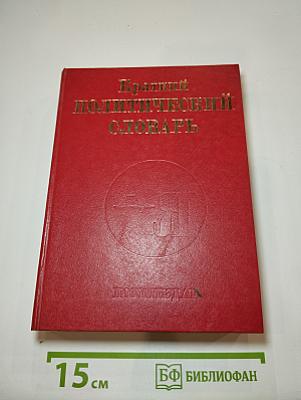 Краткий
ПОЛИТИЧЕСКИЙ
СЛОВАРЬ
15 см
БФ БИБЛИОФАН